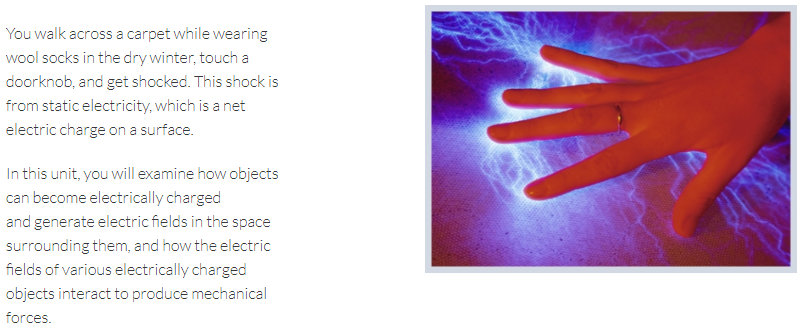 You walk across a carpet while wearing
wool socks in the dry winter, touch a
doorknob, and get shocked. This shock is
from static electricity, which is a net
electric charge on a surface.
In this unit, you will examine how objects
can become electrically charged
and generate electric fields in the space
surrounding them, and how the electric
fields of various electrically charged
objects interact to produce mechanical
forces.